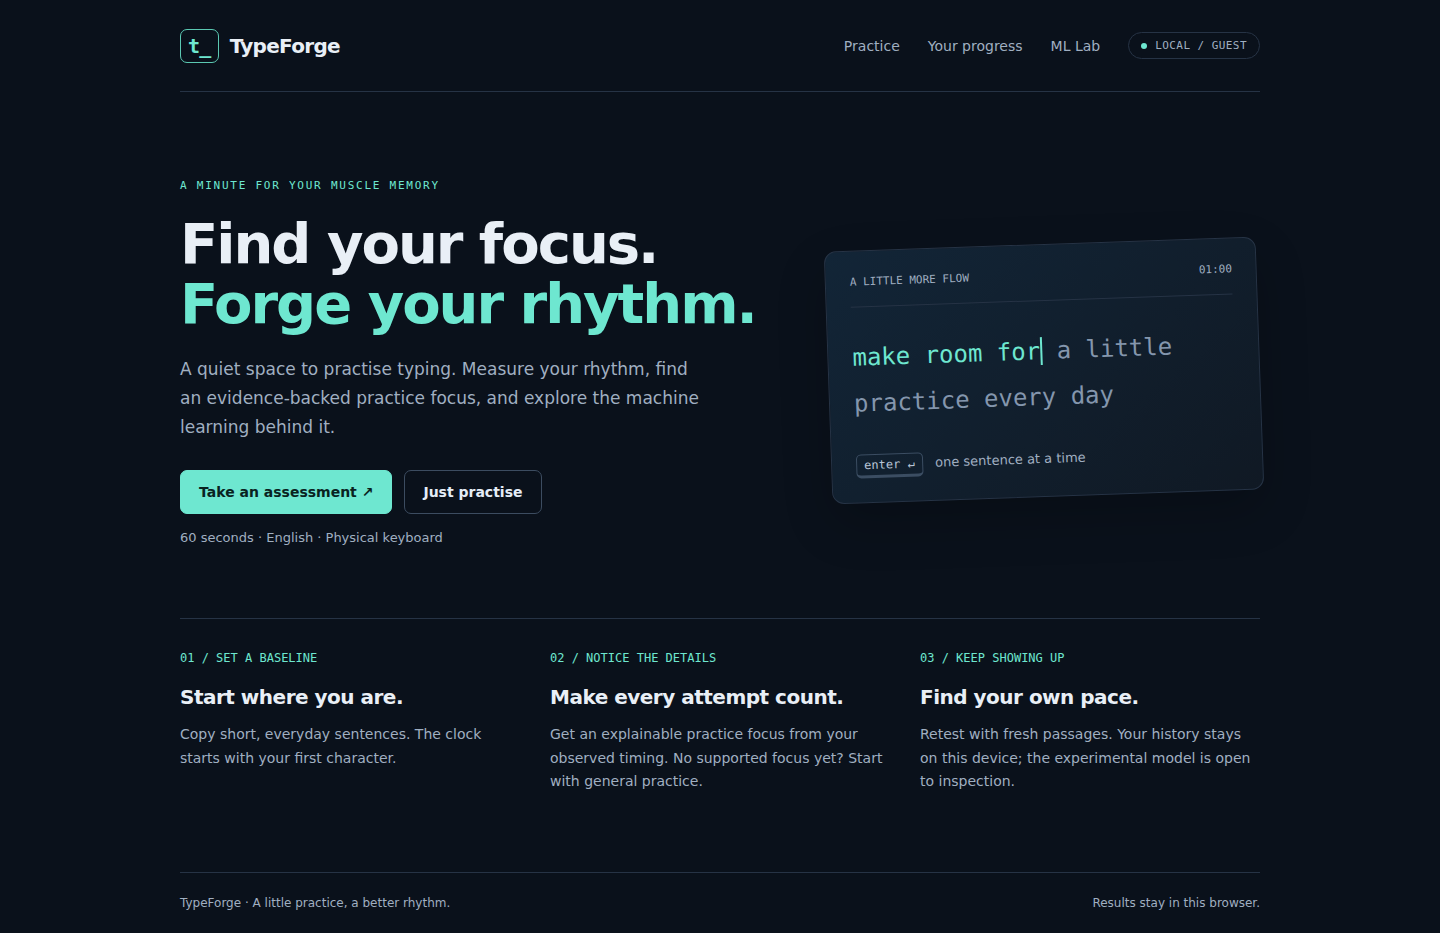 t_ TypeForge
Practice
Your progress
ML Lab
LOCAL / GUEST
A MINUTE FOR YOUR MUSCLE MEMORY
Find your focus.
Forge your rhythm.
A quiet space to practise typing. Measure your rhythm, find
an evidence-backed practice focus, and explore the machine
learning behind it.
Take an assessment ↗
Just practise
60 seconds · English · Physical keyboard
A LITTLE MORE FLOW
01:00
make room for a little
practice every day
enter ↵
one sentence at a time
01 / SET A BASELINE
Start where you are.
Copy short, everyday sentences. The clock
starts with your first character.
02 / NOTICE THE DETAILS
Make every attempt count.
Get an explainable practice focus from your
observed timing. No supported focus yet? Start
with general practice.
03 / KEEP SHOWING UP
Find your own pace.
Retest with fresh passages. Your history stays
on this device; the experimental model is open
to inspection.
TypeForge · A little practice, a better rhythm.
Results stay in this browser.